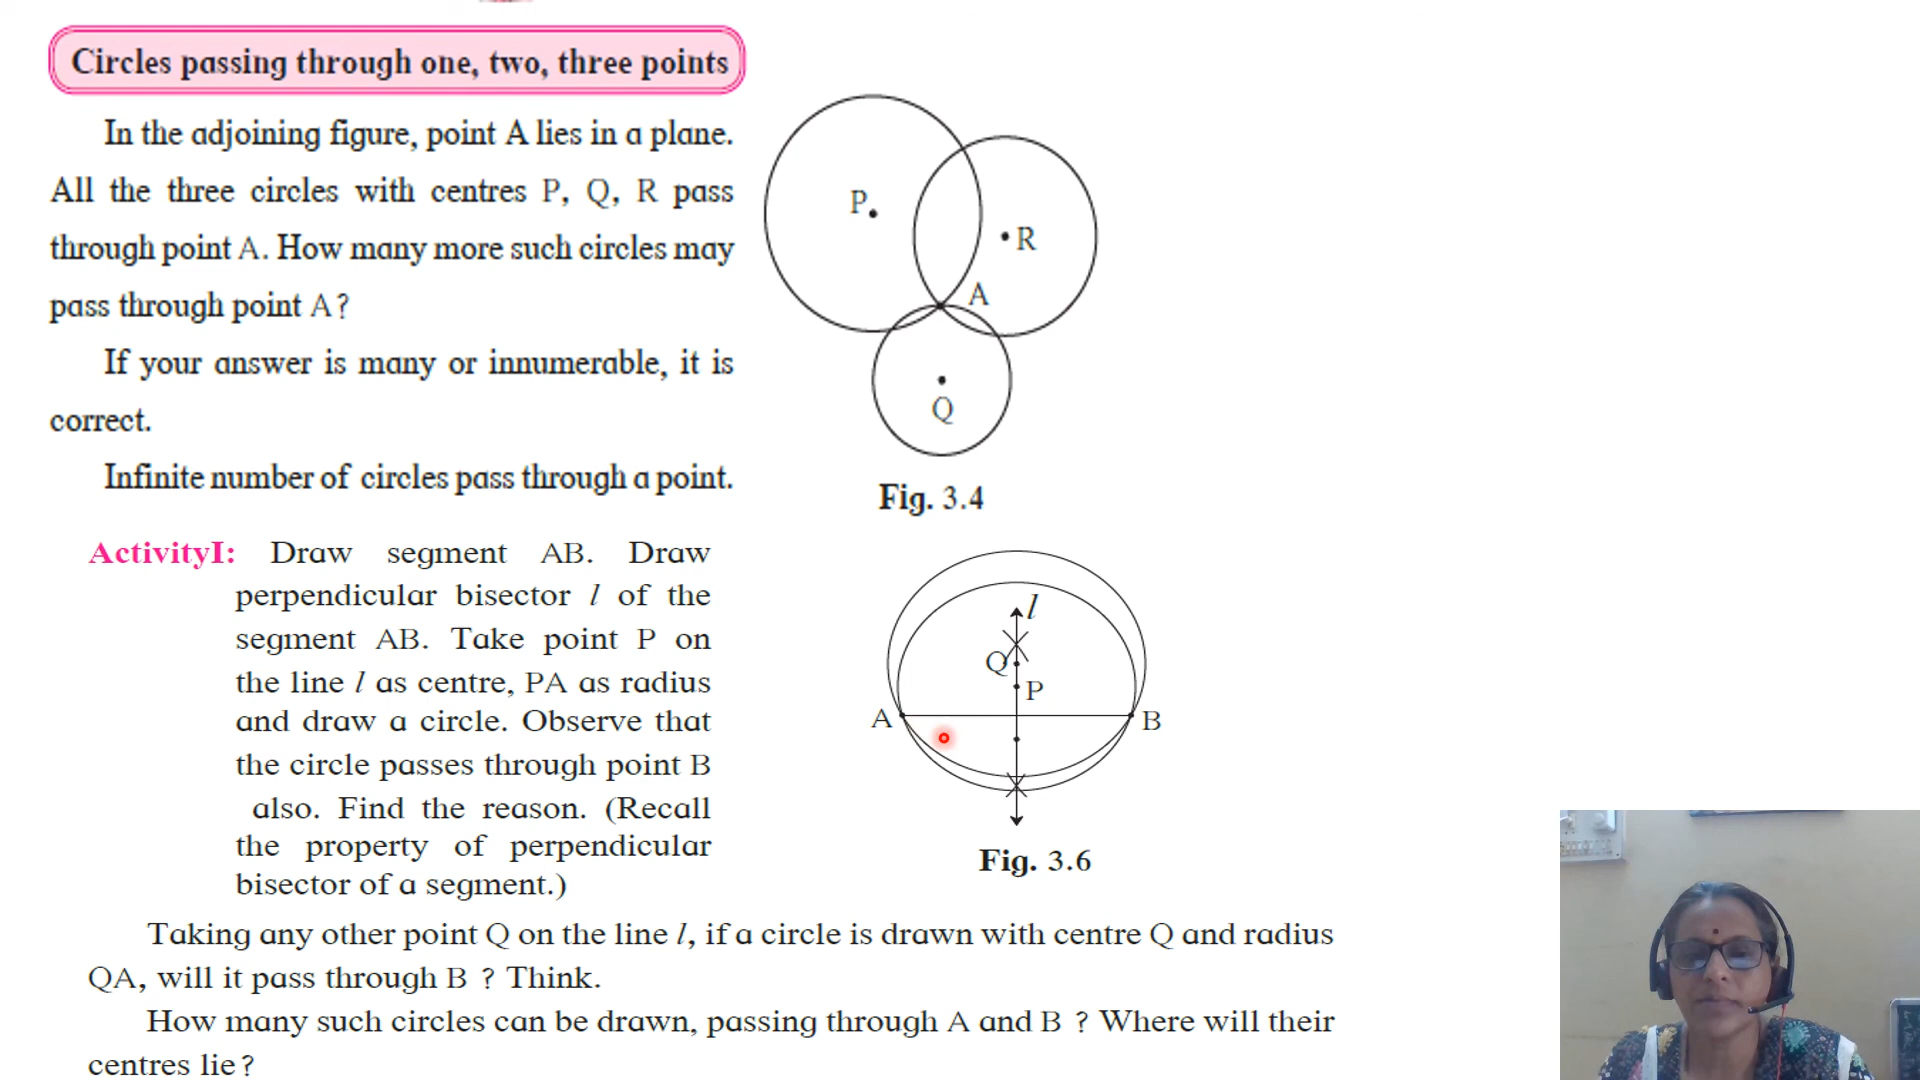 Circles passing through one, two, three points
In the adjoining figure, point A lies in a plane.
All the three circles with centres P, Q, R pass
through point A. How many more such circles may
pass through point A?
If your answer is many or innumerable, it is
correct.
Infinite number of circles pass through a point.
P
R
A
Q
Fig. 3.4
ActivityI: Draw segment AB. Draw
perpendicular bisector l of the
segment AB. Take point P on
the line l as centre, PA as radius
and draw a circle. Observe that
the circle passes through point B
also. Find the reason. (Recall
the property of perpendicular
bisector of a segment.)
l
Q
P
A
B
Fig. 3.6
Taking any other point Q on the line l, if a circle is drawn with centre Q and radius
QA, will it pass through B ? Think.
How many such circles can be drawn, passing through A and B ? Where will their
centres lie?